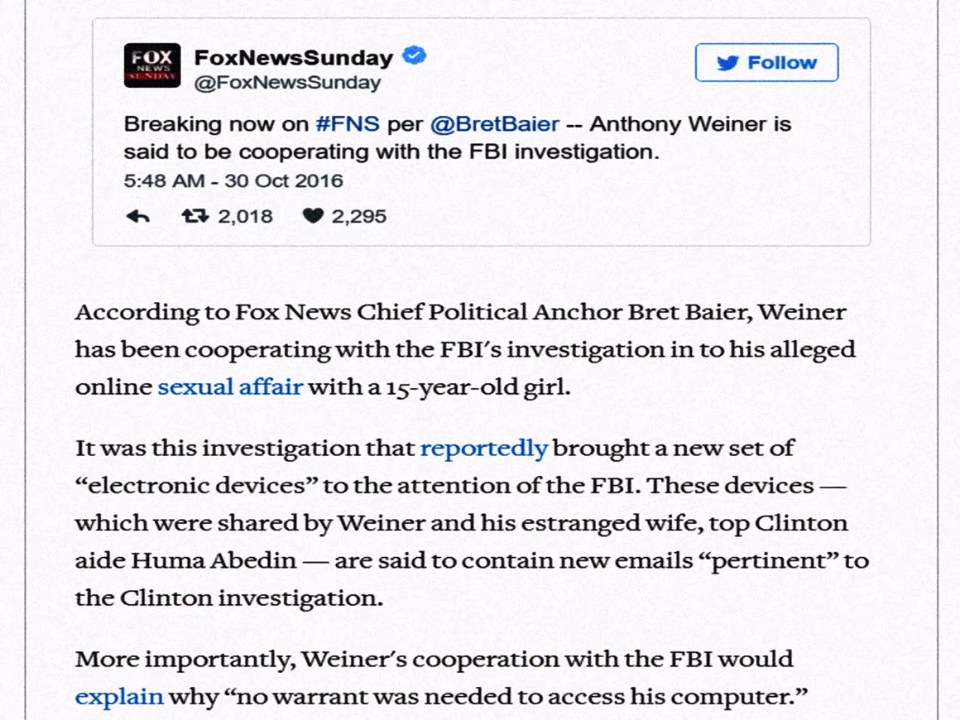 FOX
NEWS
SUNDAY
FoxNewsSunday
@FoxNewsSunday
Follow
Breaking now on #FNS per @BretBaier -- Anthony Weiner is
said to be cooperating with the FBI investigation.
5:48 AM - 30 Oct 2016
2,018 2,295
According to Fox News Chief Political Anchor Bret Baier, Weiner
has been cooperating with the FBI's investigation in to his alleged
online sexual affair with a 15-year-old girl.
It was this investigation that reportedly brought a new set of
“electronic devices” to the attention of the FBI. These devices —
which were shared by Weiner and his estranged wife, top Clinton
aide Huma Abedin — are said to contain new emails “pertinent” to
the Clinton investigation.
More importantly, Weiner's cooperation with the FBI would
explain why “no warrant was needed to access his computer.”